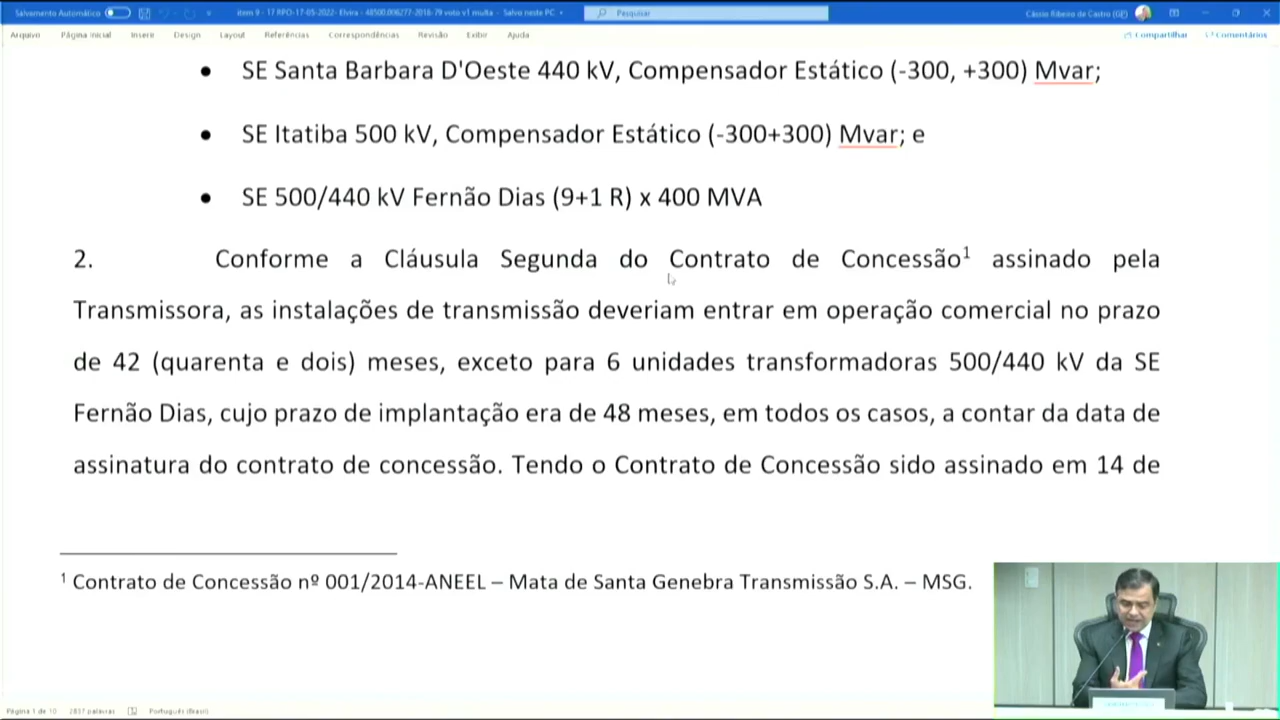 Salvamento Automático
item 9 - 17 RPO-17-05-2022- Elvira - 48500.006277-2018-79 voto v1 multa - Salvo neste PC
Pesquisar
Cássio Ribeiro de Castro
Arquivo Página Inicial Inserir Design Layout Referências Correspondências Revisão Exibir Ajuda Compartilhar Comentários
• SE Santa Barbara D'Oeste 440 kV, Compensador Estático (-300, +300) Mvar;
• SE Itatiba 500 kV, Compensador Estático (-300+300) Mvar; e
• SE 500/440 kV Fernão Dias (9+1 R) x 400 MVA
2. Conforme a Cláusula Segunda do Contrato de Concessão¹ assinado pela
Transmissora, as instalações de transmissão deveriam entrar em operação comercial no prazo
de 42 (quarenta e dois) meses, exceto para 6 unidades transformadoras 500/440 kV da SE
Fernão Dias, cujo prazo de implantação era de 48 meses, em todos os casos, a contar da data de
assinatura do contrato de concessão. Tendo o Contrato de Concessão sido assinado em 14 de
¹ Contrato de Concessão nº 001/2014-ANEEL – Mata de Santa Genebra Transmissão S.A. – MSG.
Página 1 de 10 2837 palavras Português (Brasil)